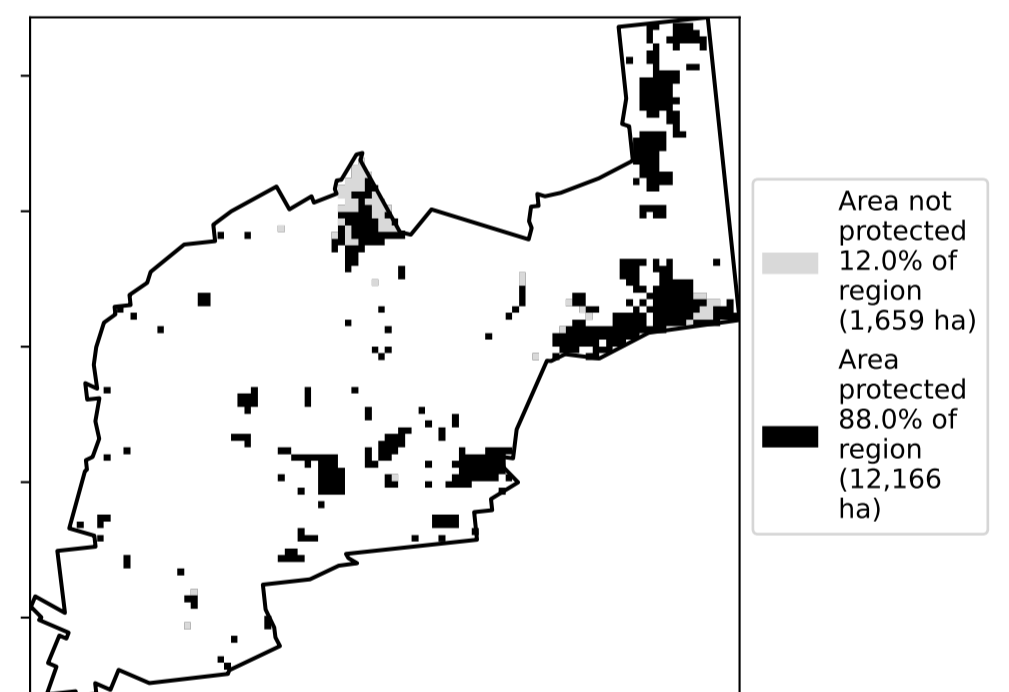 Area not
protected
12.0% of
region
(1,659 ha)
Area
protected
88.0% of
region
(12,166
ha)